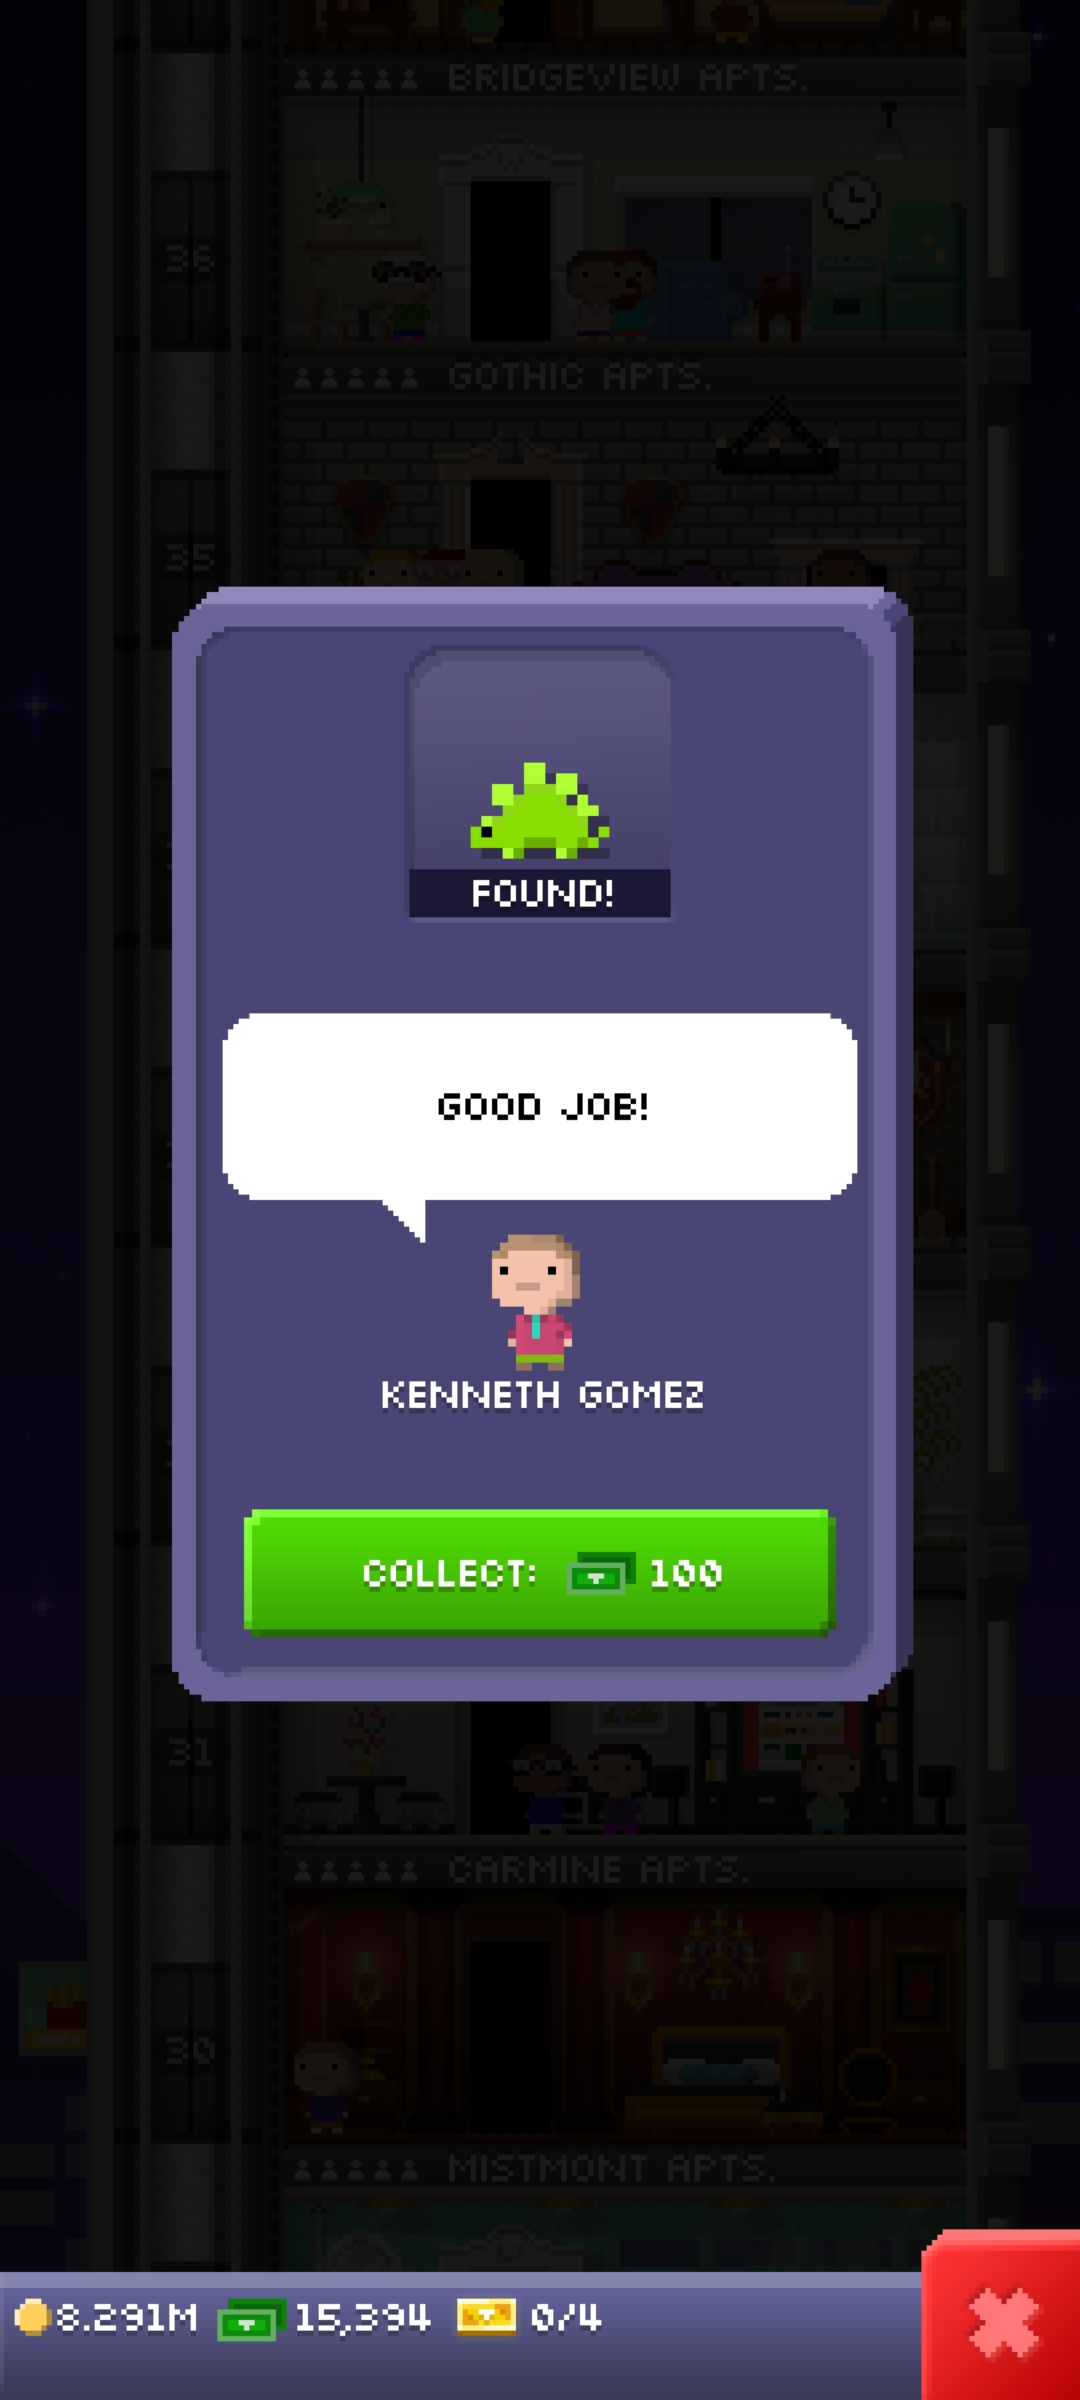 BRIDGEVIEW APTS.
36
GOTHIC APTS.
35
FOUND!
GOOD JOB!
KENNETH GOMEZ
COLLECT: 100
31
CARMINE APTS.
30
MISTMONT APTS.
8.291M 15,394 0/4